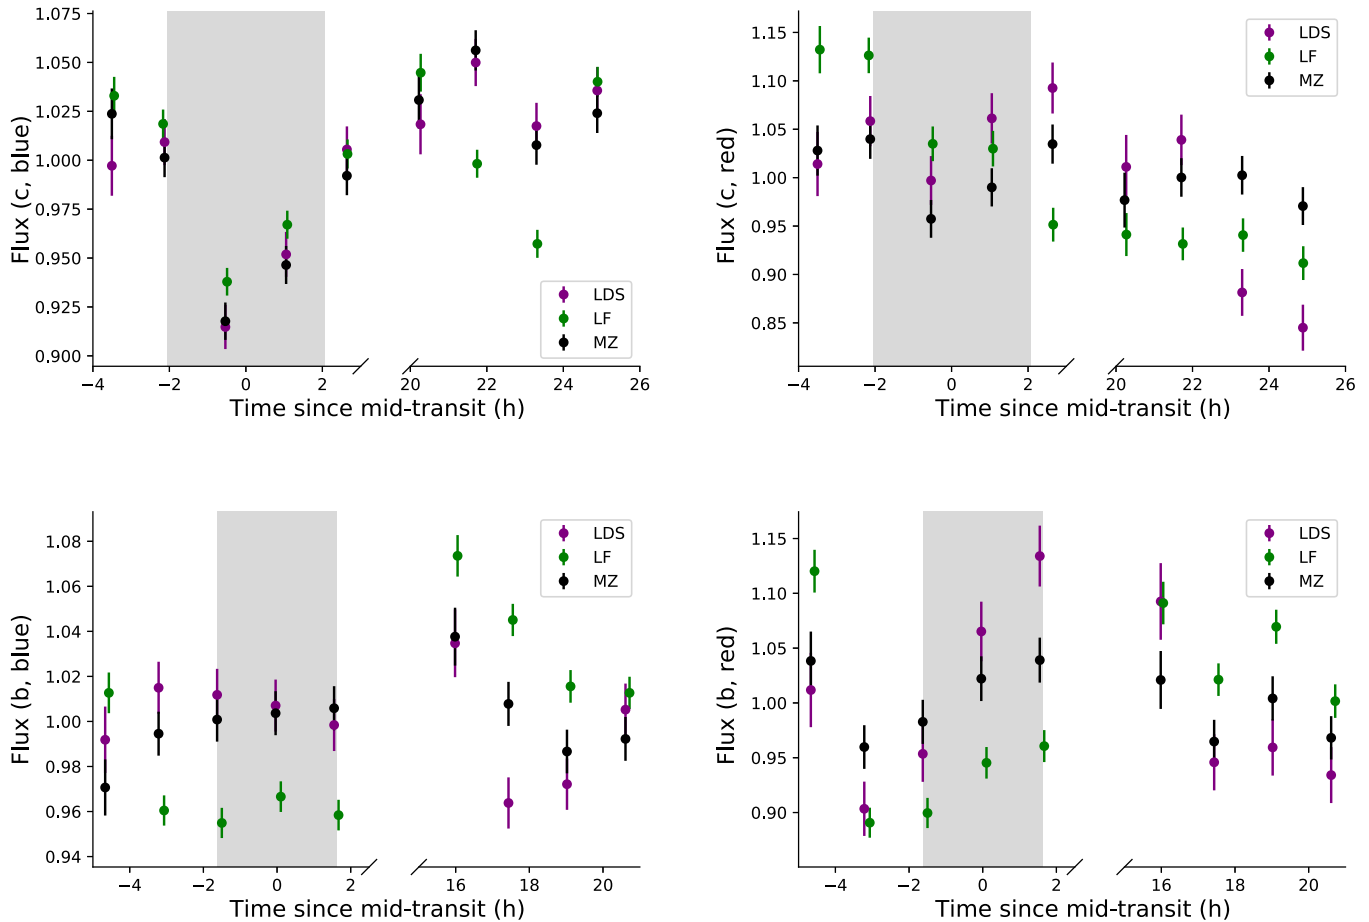 1.075
1.050
1.025
1.000
0.975
0.950
0.925
0.900
Flux (c, blue)
LDS
LF
MZ
−4 −2 0 2 20 22 24 26
Time since mid-transit (h)
1.15
1.10
1.05
1.00
0.95
0.90
0.85
Flux (c, red)
LDS
LF
MZ
−4 −2 0 2 20 22 24 26
Time since mid-transit (h)
1.08
1.06
1.04
1.02
1.00
0.98
0.96
0.94
Flux (b, blue)
LDS
LF
MZ
−4 −2 0 2 16 18 20
Time since mid-transit (h)
1.15
1.10
1.05
1.00
0.95
0.90
Flux (b, red)
LDS
LF
MZ
−4 −2 0 2 16 18 20
Time since mid-transit (h)